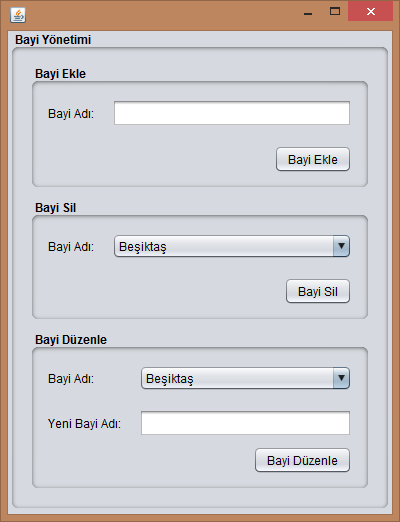 Bayi Yönetimi
Bayi Ekle
Bayi Adı:
Bayi Ekle
Bayi Sil
Bayi Adı: Beşiktaş
Bayi Sil
Bayi Düzenle
Bayi Adı: Beşiktaş
Yeni Bayi Adı:
Bayi Düzenle